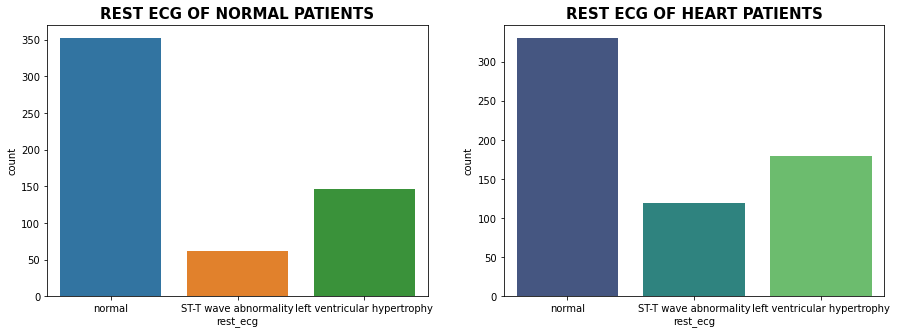 REST ECG OF NORMAL PATIENTS
350
300
250
200
150
100
50
0
count
normal
ST-T wave abnormality
left ventricular hypertrophy
rest_ecg
REST ECG OF HEART PATIENTS
300
250
200
150
100
50
0
count
normal
ST-T wave abnormality
left ventricular hypertrophy
rest_ecg